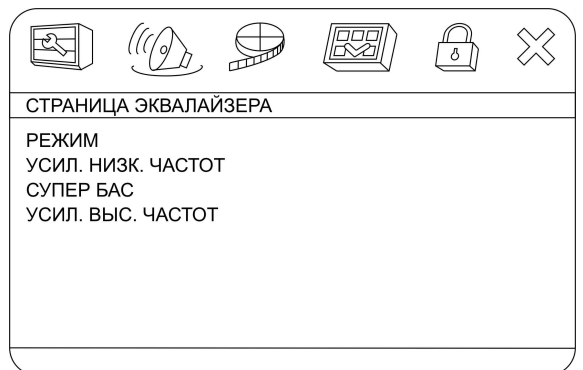 СТРАНИЦА ЭКВАЛАЙЗЕРА
РЕЖИМ
УСИЛ. НИЗК. ЧАСТОТ
СУПЕР БАС
УСИЛ. ВЫС. ЧАСТОТ